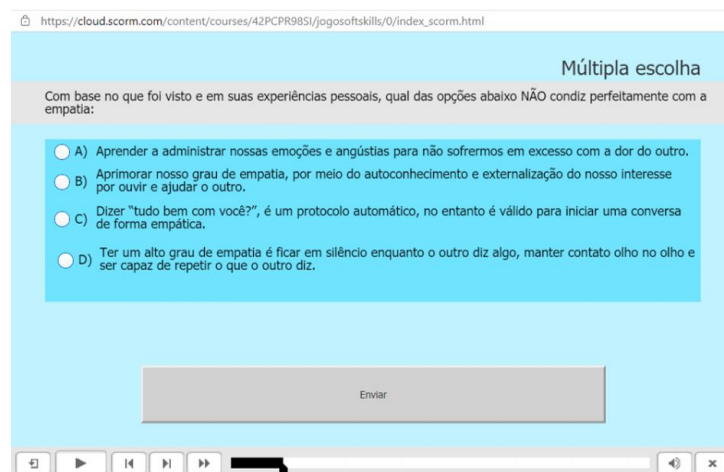 https://cloud.scorm.com/content/courses/42PCPR98SI/jogosoftskills/0/index_scorm.html
Múltipla escolha
Com base no que foi visto e em suas experiências pessoais, qual das opções abaixo NÃO condiz perfeitamente com a
empatia:
A) Aprender a administrar nossas emoções e angústias para não sofrermos em excesso com a dor do outro.
B) Aprimorar nosso grau de empatia, por meio do autoconhecimento e externalização do nosso interesse
por ouvir e ajudar o outro.
C) Dizer “tudo bem com você?”, é um protocolo automático, no entanto é válido para iniciar uma conversa
de forma empática.
D) Ter um alto grau de empatia é ficar em silêncio enquanto o outro diz algo, manter contato olho no olho e
ser capaz de repetir o que o outro diz.
Enviar